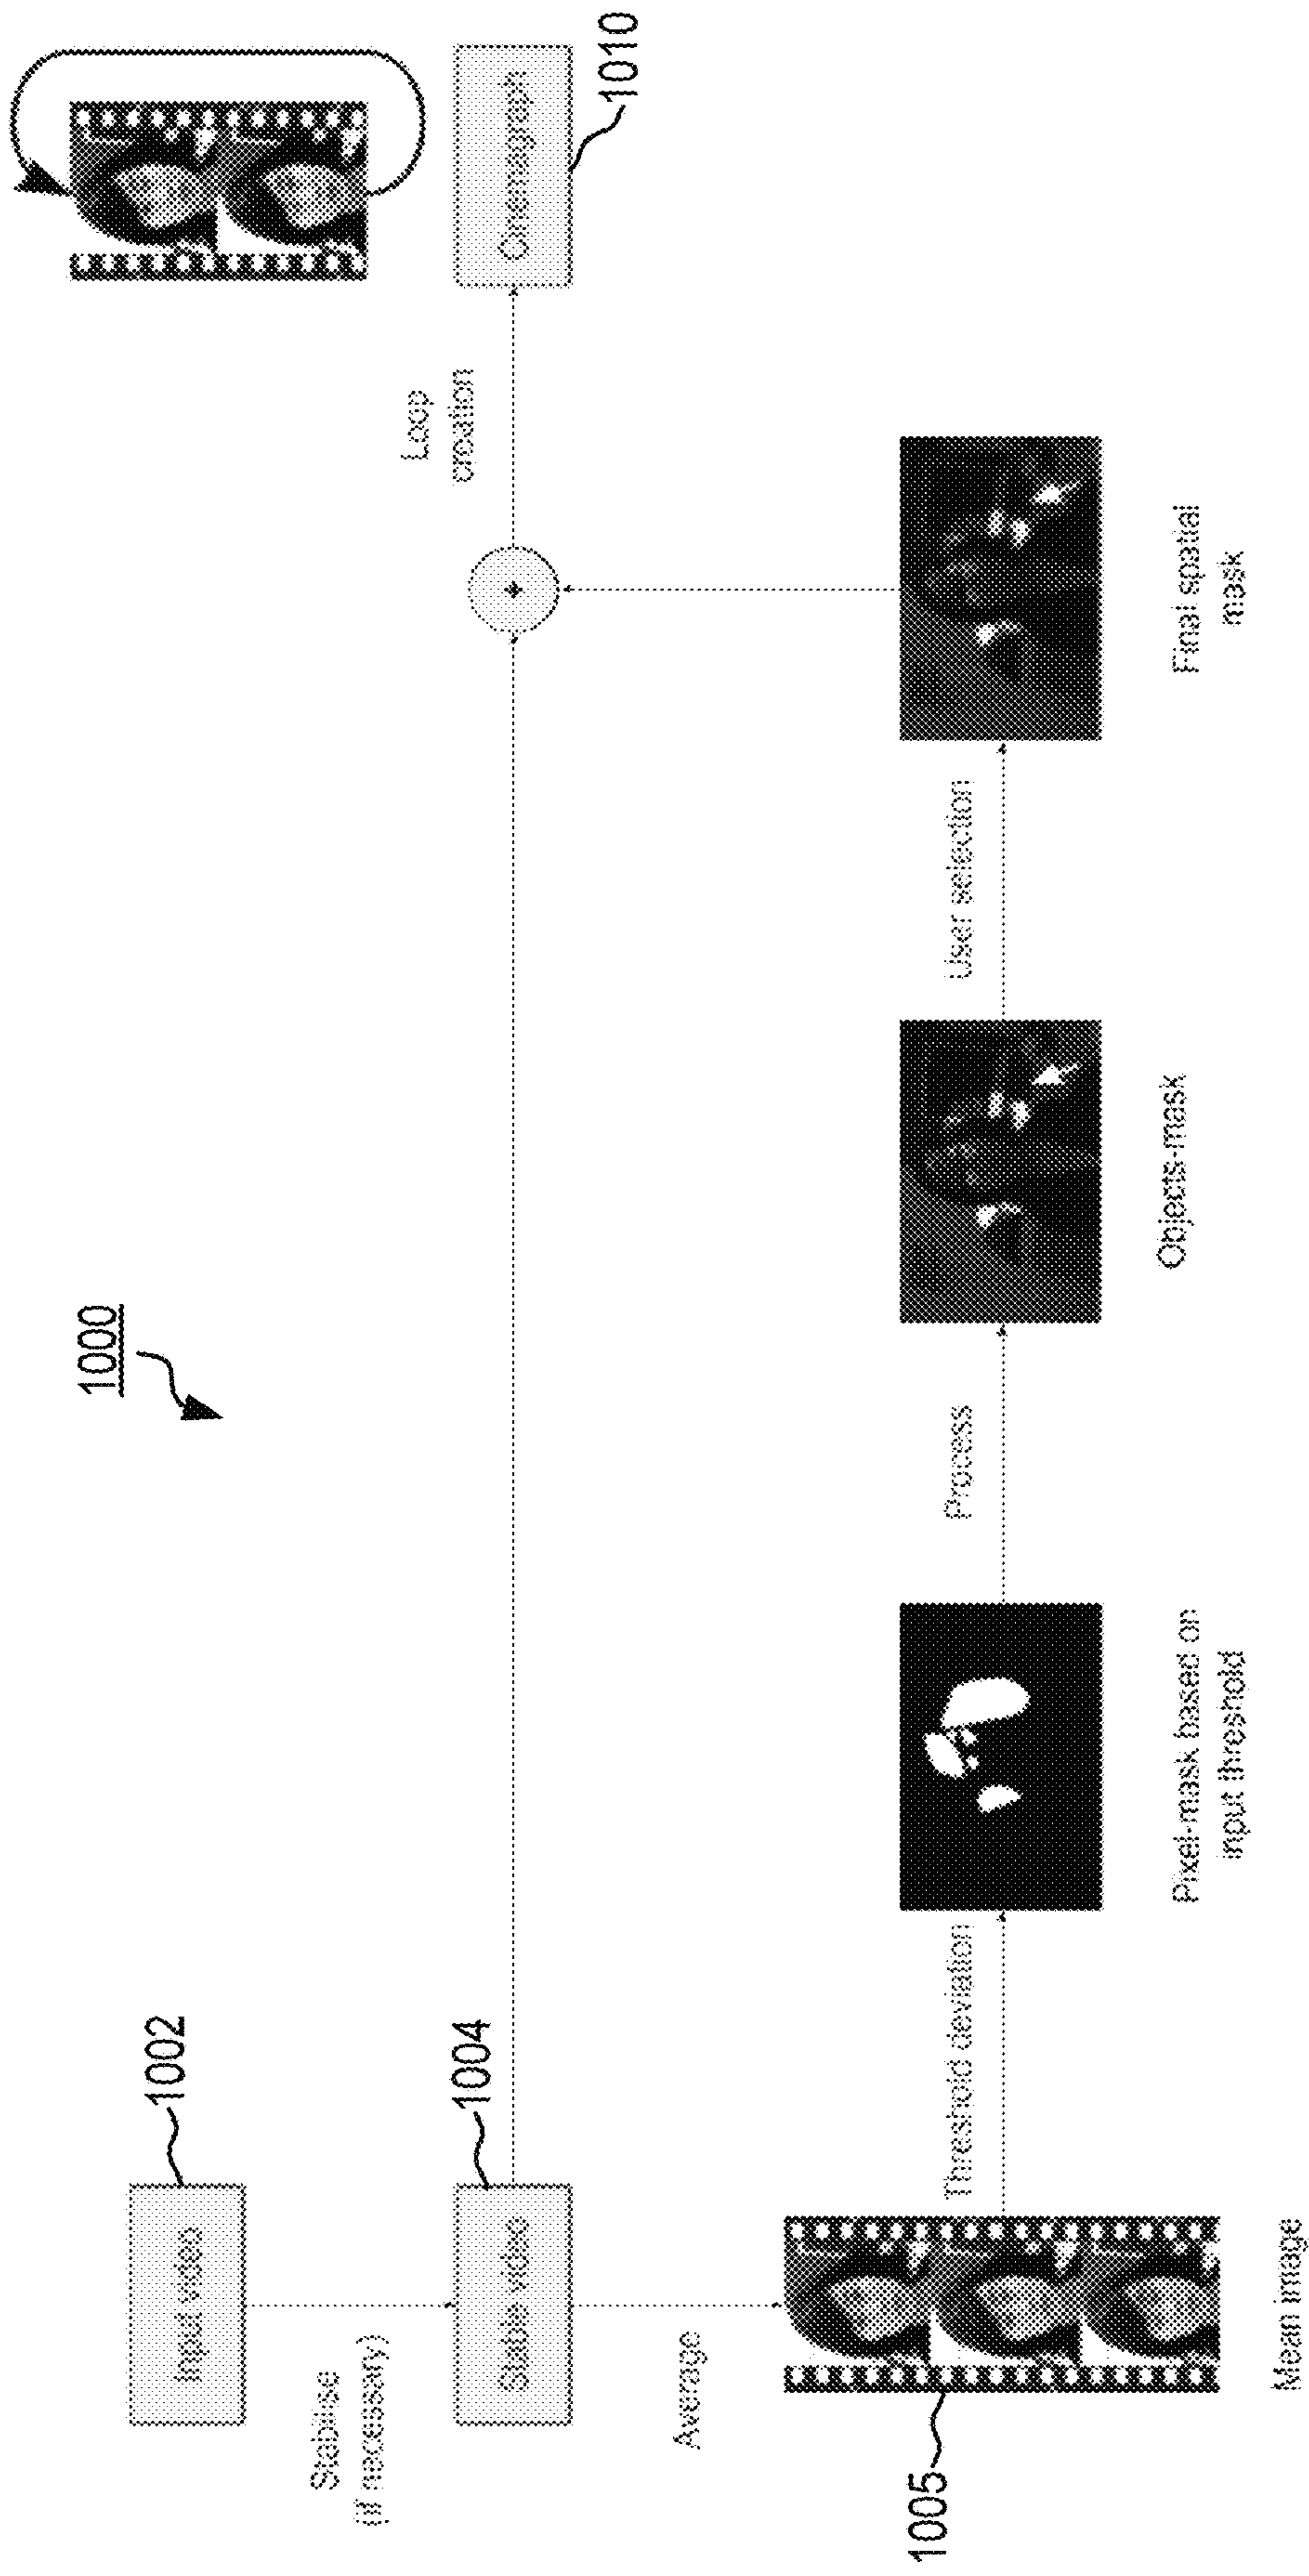 1000
Input video
1002
Stabilise
(if necessary)
Stable video
1004
Loop
creation
Cinemagraph
1010
Average
1005
Mean image
Threshold deviation
Pixel-mask based on
input threshold
Process
Objects-mask
User selection
Final spatial
mask
+